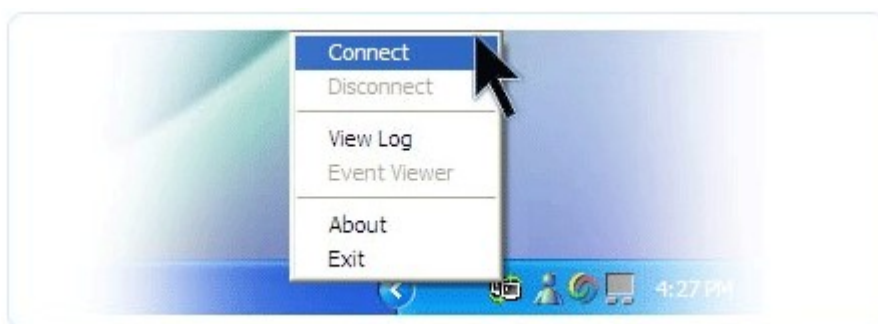 Connect
Disconnect
View Log
Event Viewer
About
Exit
4:27 PM